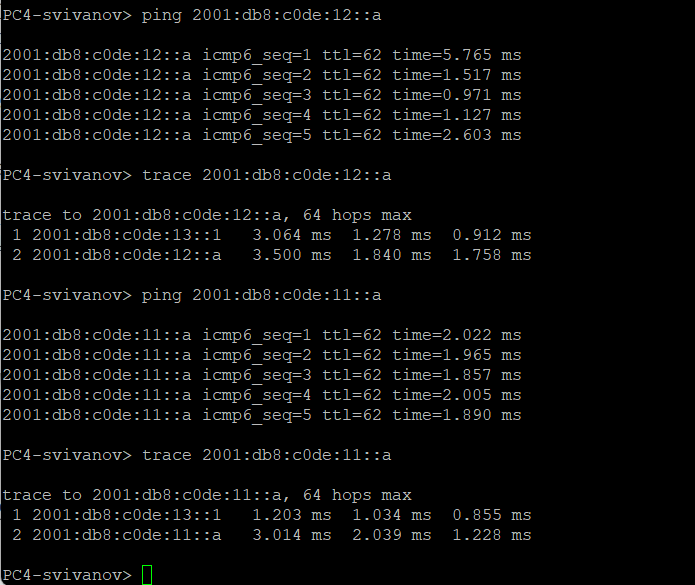 PC4-svivanov> ping 2001:db8:c0de:12::a
2001:db8:c0de:12::a icmp6_seq=1 ttl=62 time=5.765 ms
2001:db8:c0de:12::a icmp6_seq=2 ttl=62 time=1.517 ms
2001:db8:c0de:12::a icmp6_seq=3 ttl=62 time=0.971 ms
2001:db8:c0de:12::a icmp6_seq=4 ttl=62 time=1.127 ms
2001:db8:c0de:12::a icmp6_seq=5 ttl=62 time=2.603 ms
PC4-svivanov> trace 2001:db8:c0de:12::a
trace to 2001:db8:c0de:12::a, 64 hops max
1 2001:db8:c0de:13::1 3.064 ms 1.278 ms 0.912 ms
2 2001:db8:c0de:12::a 3.500 ms 1.840 ms 1.758 ms
PC4-svivanov> ping 2001:db8:c0de:11::a
2001:db8:c0de:11::a icmp6_seq=1 ttl=62 time=2.022 ms
2001:db8:c0de:11::a icmp6_seq=2 ttl=62 time=1.965 ms
2001:db8:c0de:11::a icmp6_seq=3 ttl=62 time=1.857 ms
2001:db8:c0de:11::a icmp6_seq=4 ttl=62 time=2.005 ms
2001:db8:c0de:11::a icmp6_seq=5 ttl=62 time=1.890 ms
PC4-svivanov> trace 2001:db8:c0de:11::a
trace to 2001:db8:c0de:11::a, 64 hops max
1 2001:db8:c0de:13::1 1.203 ms 1.034 ms 0.855 ms
2 2001:db8:c0de:11::a 3.014 ms 2.039 ms 1.228 ms
PC4-svivanov>